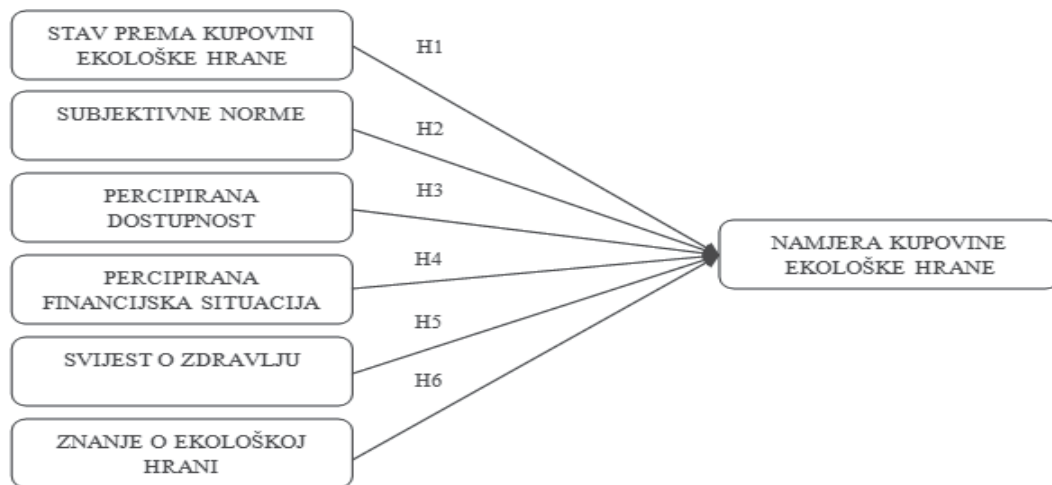 STAV PREMA KUPOVINI
EKOLOŠKE HRANE
H1
SUBJEKTIVNE NORME
H2
PERCIPIRANA
DOSTUPNOST
H3
PERCIPIRANA
FINANCIJSKA SITUACIJA
H4
SVIJEST O ZDRAVLJU
H5
ZNANJE O EKOLOŠKOJ
HRANI
H6
NAMJERA KUPOVINE
EKOLOŠKE HRANE